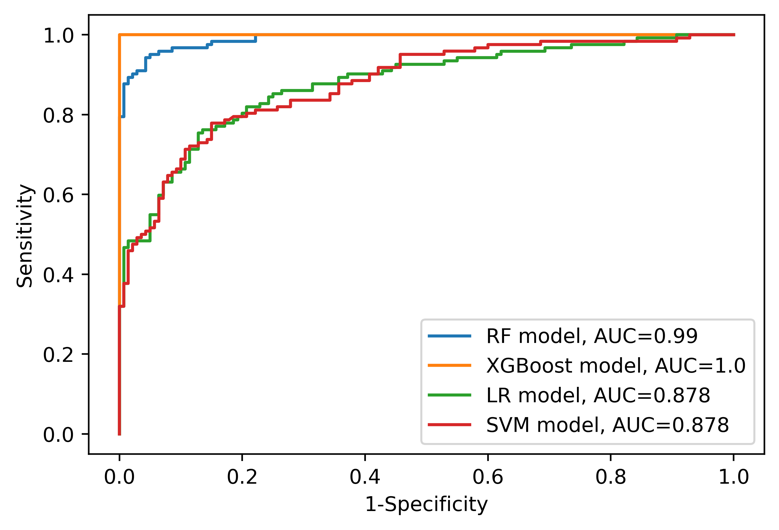 1.0
0.8
0.6
0.4
0.2
0.0
Sensitivity
RF model, AUC=0.99
XGBoost model, AUC=1.0
LR model, AUC=0.878
SVM model, AUC=0.878
0.0 0.2 0.4 0.6 0.8 1.0
1-Specificity